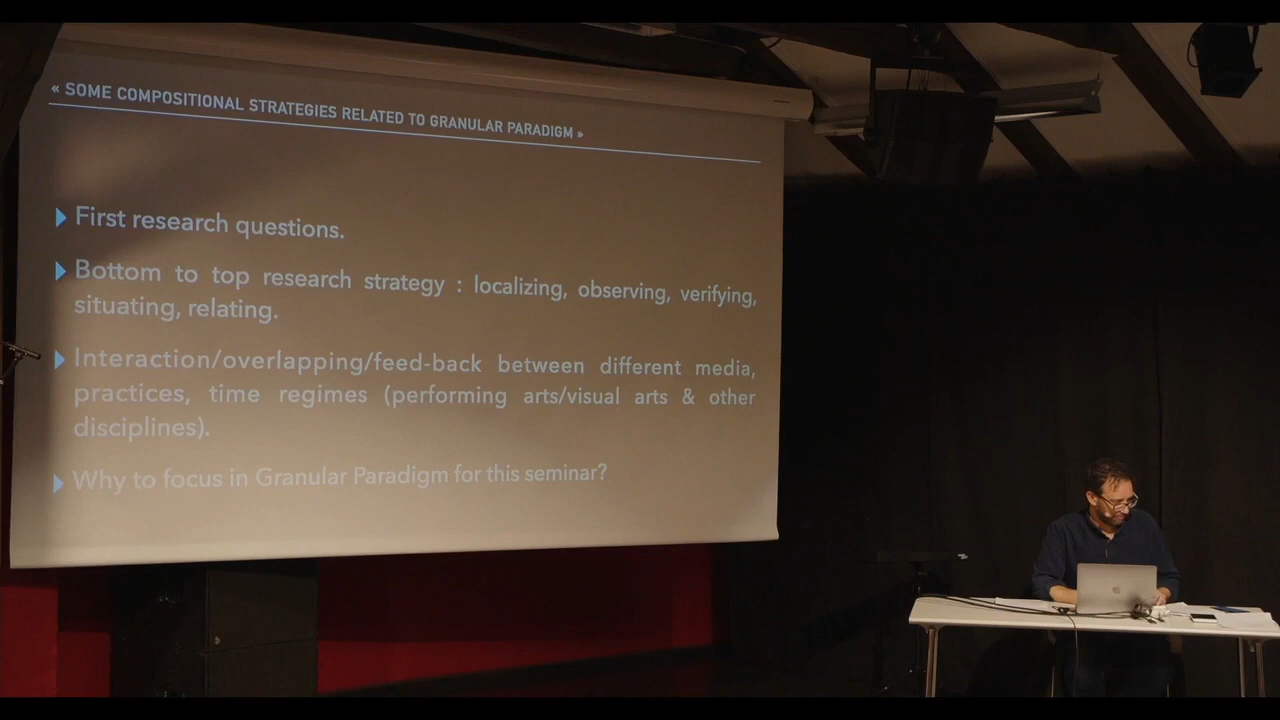 « SOME COMPOSITIONAL STRATEGIES RELATED TO GRANULAR PARADIGM »
First research questions.
Bottom to top research strategy : localizing, observing, verifying,
situating, relating.
Interaction/overlapping/feed-back between different media,
practices, time regimes (performing arts/visual arts & other
disciplines).
Why to focus in Granular Paradigm for this seminar?